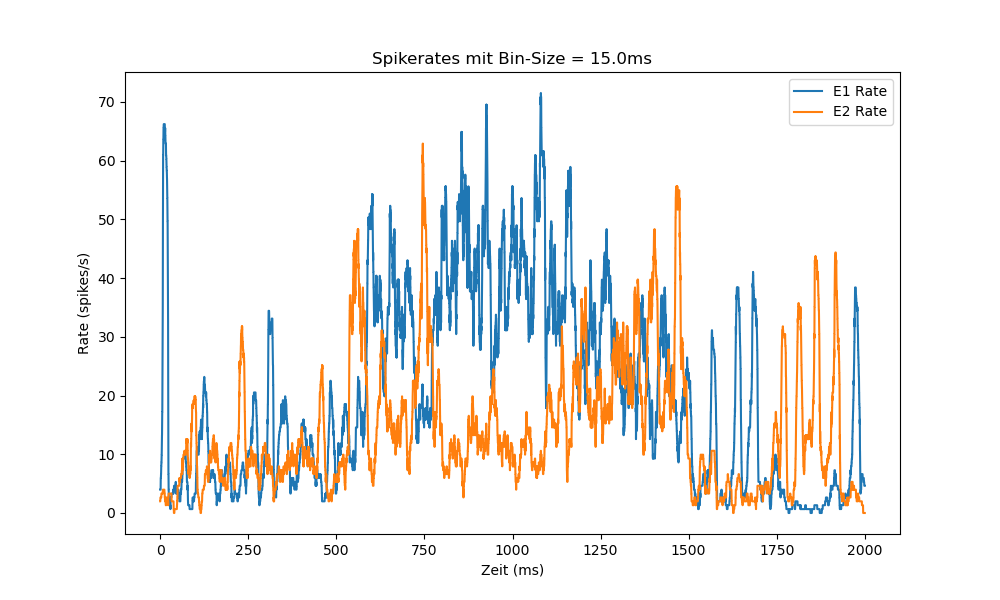 Spikerates mit Bin-Size = 15.0ms
E1 Rate
E2 Rate
70
60
50
40
30
20
10
0
Rate (spikes/s)
0 250 500 750 1000 1250 1500 1750 2000
Zeit (ms)